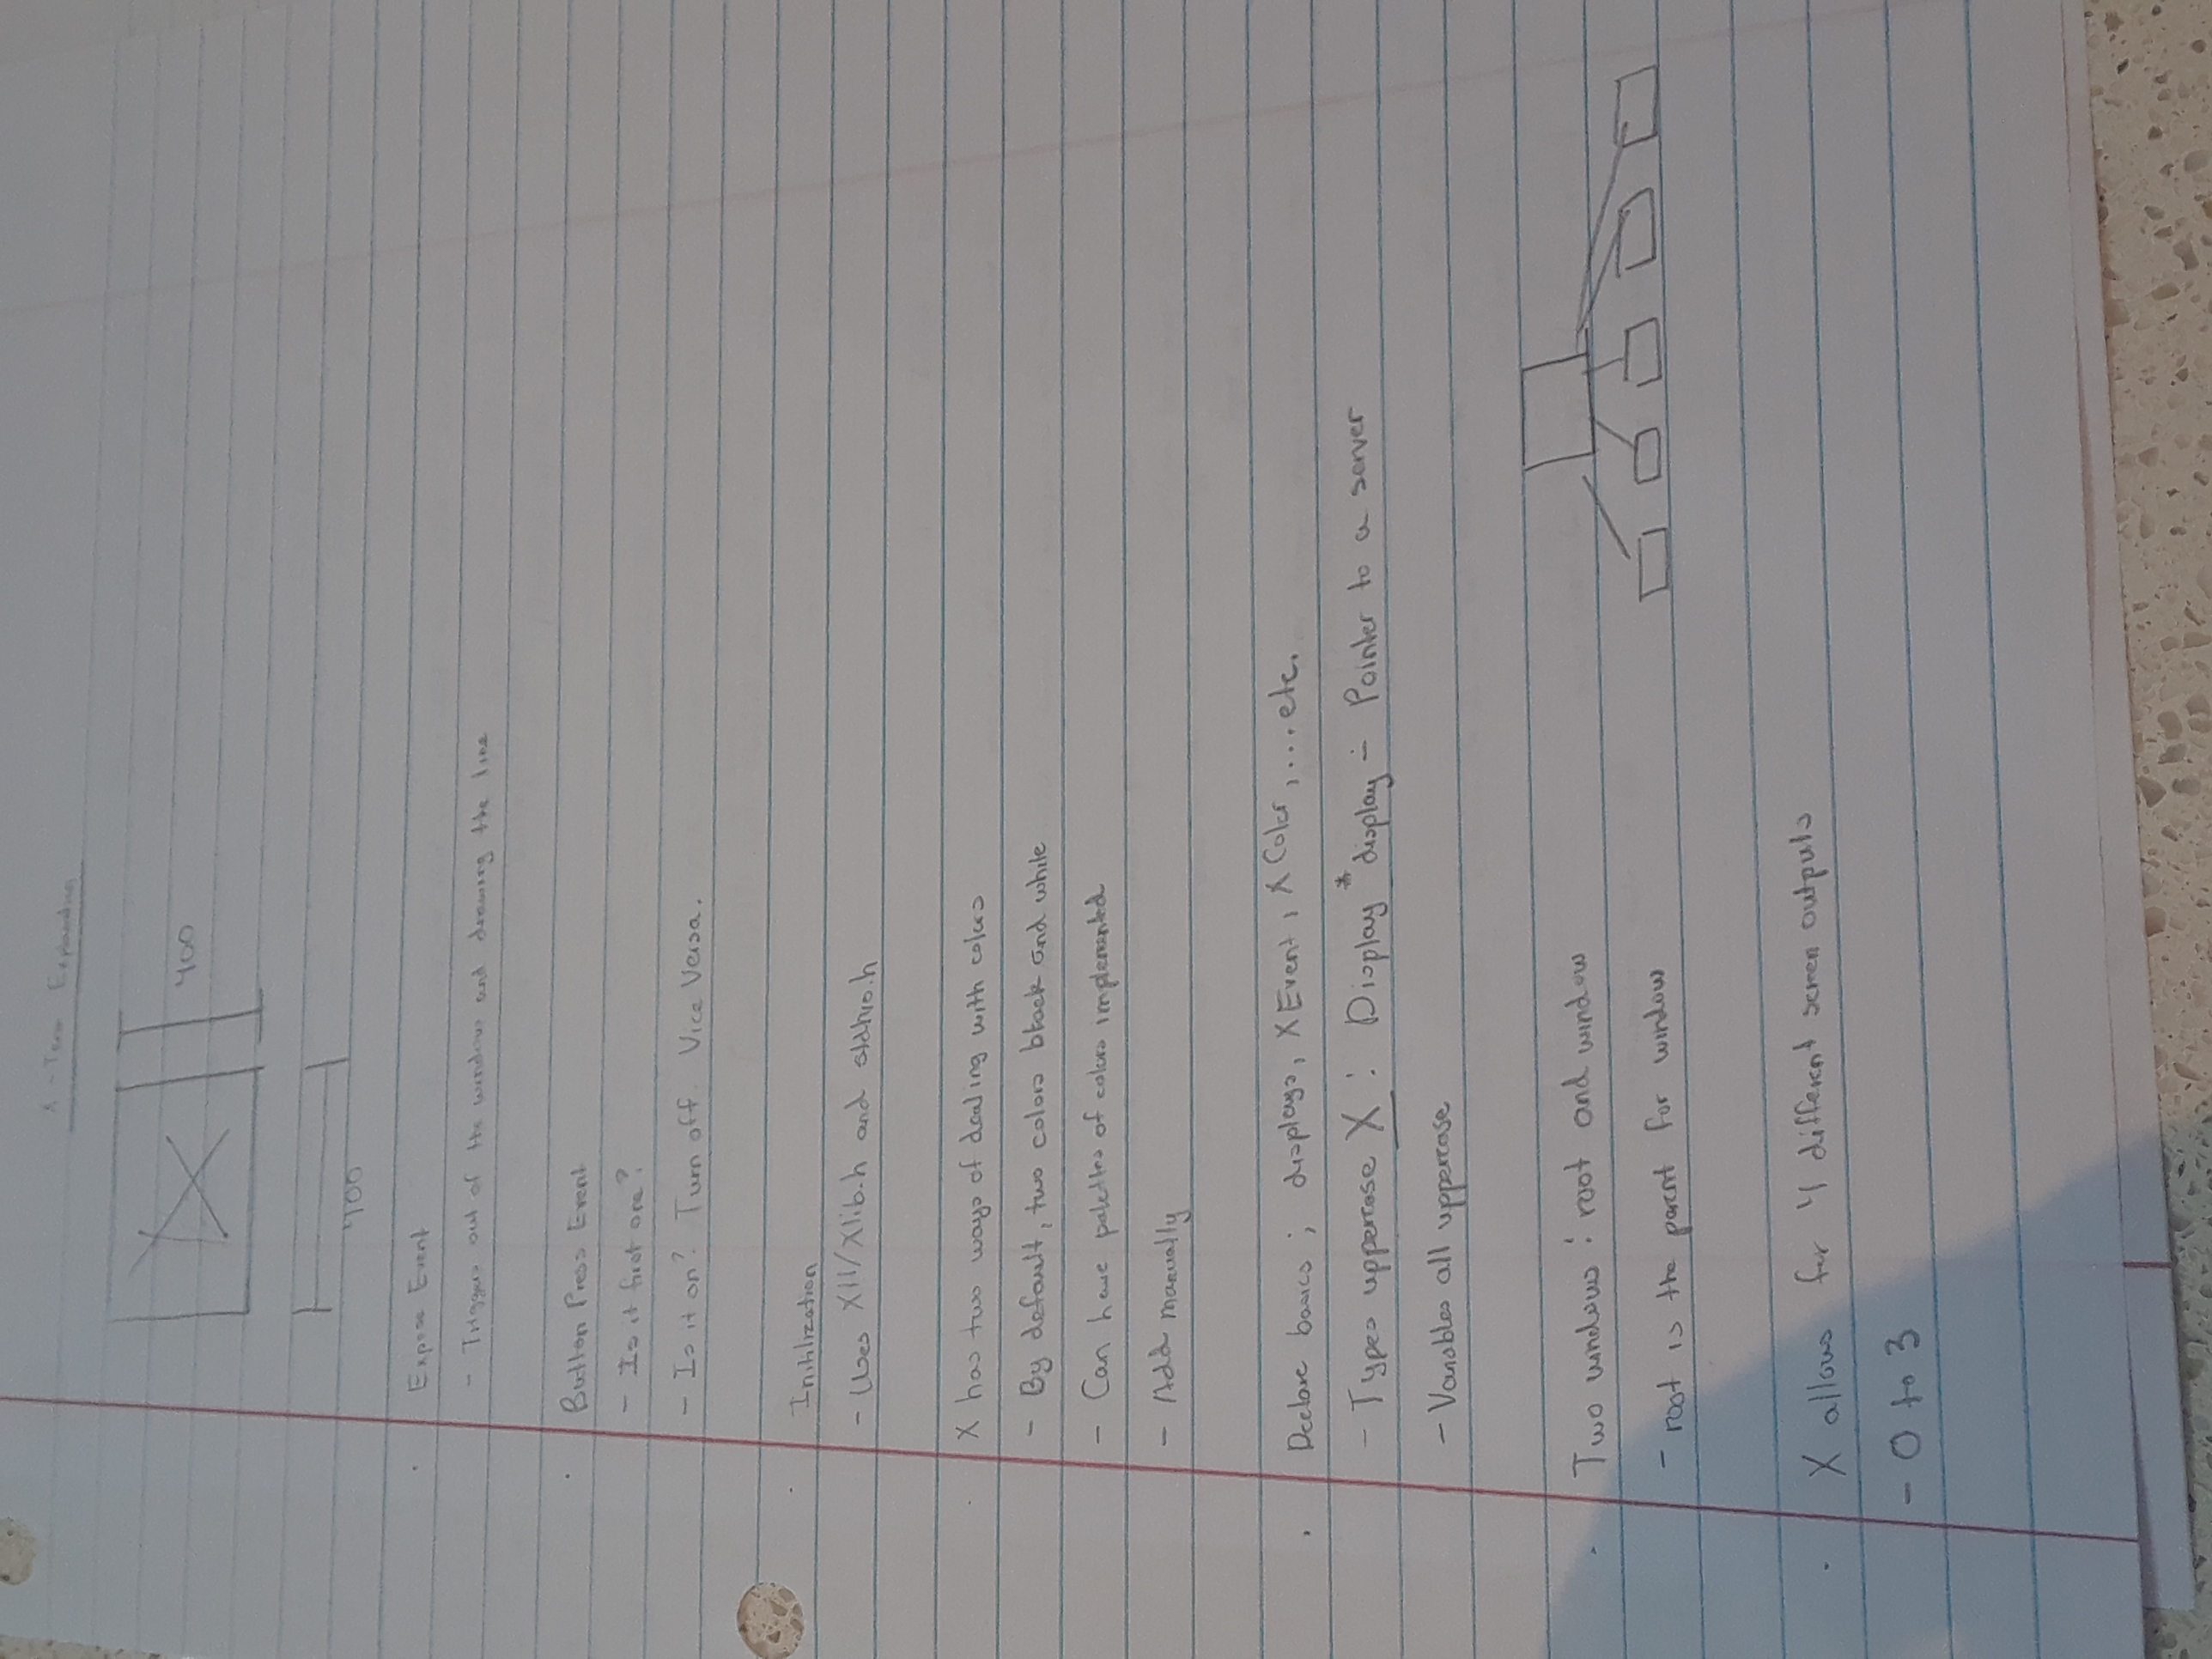 X - Term Explanation
400
400
Expose Event
- Triggers out of the window and drawing the line
Button Press Event
- Is it first one?
- Is it on? Turn off. Vice Versa.
Initilization
- Uses X11/Xlib.h and stdhio.h
X has two ways of dealing with colors
- By default, two colors black and white
- Can have palettes of colors implemented
- Add manually
Declare basics; displays, XEvent, XColor, ...etc.
- Types uppercase X : Display *display - Pointer to a server
- Variables all uppercase
Two windows : root and window
- root is the parent for window
X allows for 4 different screen outputs
- 0 to 3